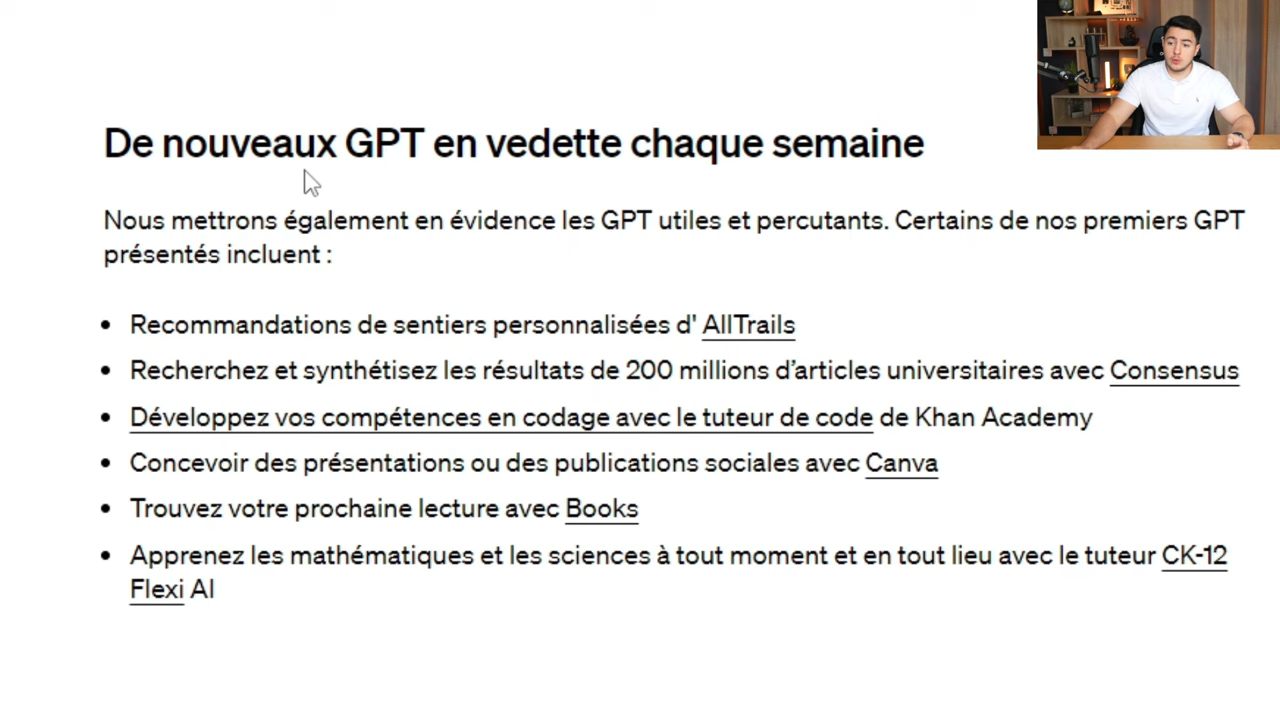 De nouveaux GPT en vedette chaque semaine
Nous mettrons également en évidence les GPT utiles et percutants. Certains de nos premiers GPT
présentés incluent :
• Recommandations de sentiers personnalisées d' AllTrails
• Recherchez et synthétisez les résultats de 200 millions d’articles universitaires avec Consensus
• Développez vos compétences en codage avec le tuteur de code de Khan Academy
• Concevoir des présentations ou des publications sociales avec Canva
• Trouvez votre prochaine lecture avec Books
• Apprenez les mathématiques et les sciences à tout moment et en tout lieu avec le tuteur CK-12
Flexi AI